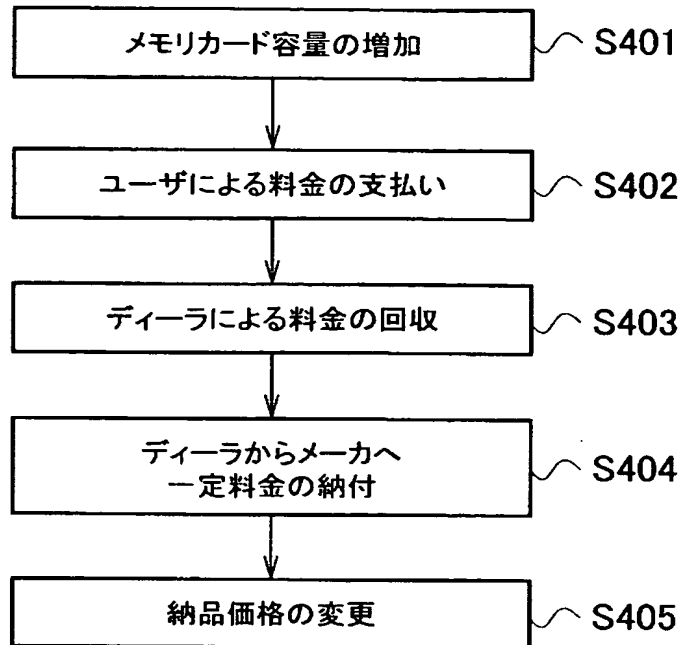 メモリカード容量の増加 S401
ユーザによる料金の支払い S402
ディーラによる料金の回収 S403
ディーラからメーカへ
一定料金の納付 S404
納品価格の変更 S405